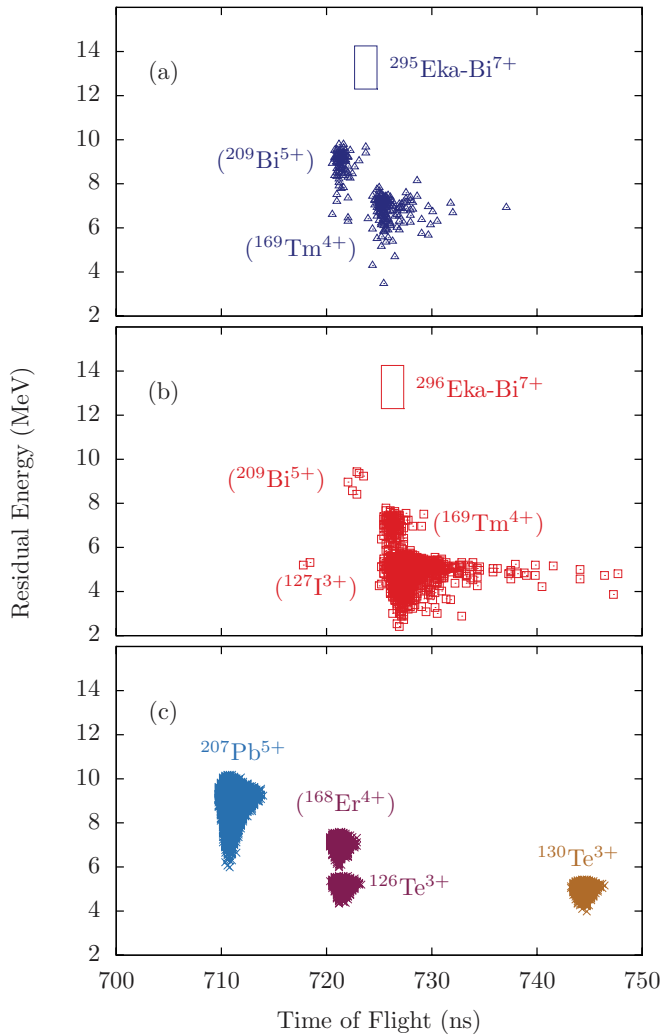 14
12
10
8
6
4
2
(a)
²⁹⁵Eka-Bi⁷⁺
(²⁰⁹Bi⁵⁺)
(¹⁶⁹Tm⁴⁺)
Residual Energy (MeV)
14
12
10
8
6
4
2
(b)
²⁹⁶Eka-Bi⁷⁺
(²⁰⁹Bi⁵⁺)
(¹⁶⁹Tm⁴⁺)
(¹²⁷I³⁺)
14
12
10
8
6
4
2
(c)
²⁰⁷Pb⁵⁺
(¹⁶⁸Er⁴⁺)
¹³⁰Te³⁺
¹²⁶Te³⁺
700 710 720 730 740 750
Time of Flight (ns)